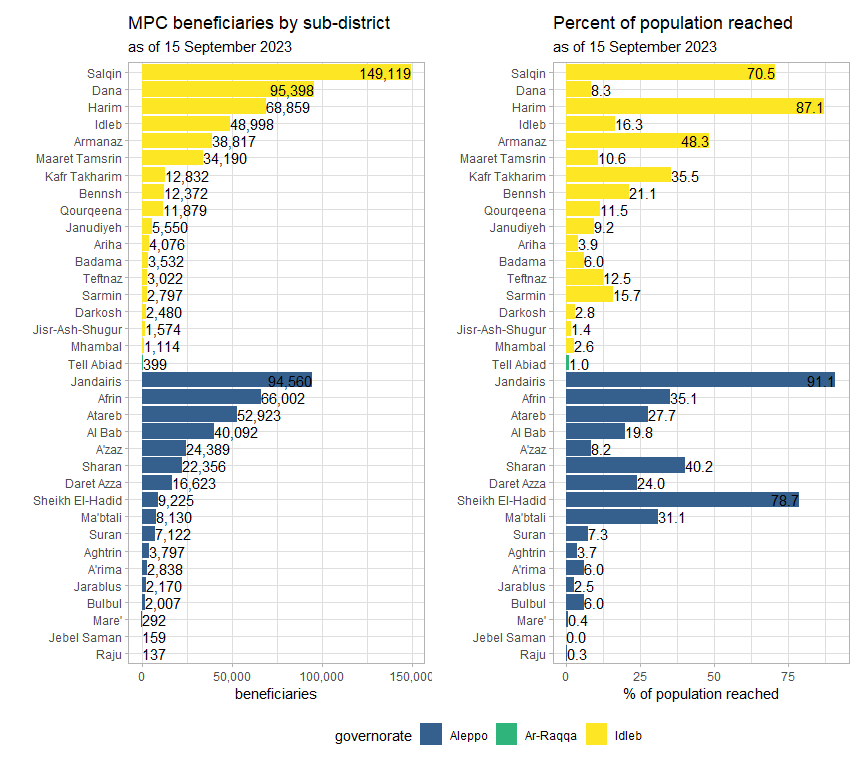 MPC beneficiaries by sub-district
as of 15 September 2023
Salqin 149,119
Dana 95,398
Harim 68,859
Idleb 48,998
Armanaz 38,817
Maaret Tamsrin 34,190
Kafr Takharim 12,832
Bennsh 12,372
Qourqeena 11,879
Janudiyeh 5,550
Ariha 4,076
Badama 3,532
Teftnaz 3,022
Sarmin 2,797
Darkosh 2,480
Jisr-Ash-Shugur 1,574
Mhambal 1,114
Tell Abiad 399
Jandairis 94,560
Afrin 66,002
Atareb 52,923
Al Bab 40,092
A'zaz 24,389
Sharan 22,356
Daret Azza 16,623
Sheikh El-Hadid 9,225
Ma'btali 8,130
Suran 7,122
Aghtrin 3,797
A'rima 2,838
Jarablus 2,170
Bulbul 2,007
Mare' 292
Jebel Saman 159
Raju 137
0 50,000 100,000 150,000
beneficiaries
Percent of population reached
as of 15 September 2023
Salqin 70.5
Dana 8.3
Harim 87.1
Idleb 16.3
Armanaz 48.3
Maaret Tamsrin 10.6
Kafr Takharim 35.5
Bennsh 21.1
Qourqeena 11.5
Janudiyeh 9.2
Ariha 3.9
Badama 6.0
Teftnaz 12.5
Sarmin 15.7
Darkosh 2.8
Jisr-Ash-Shugur 1.4
Mhambal 2.6
Tell Abiad 1.0
Jandairis 91.1
Afrin 35.1
Atareb 27.7
Al Bab 19.8
A'zaz 8.2
Sharan 40.2
Daret Azza 24.0
Sheikh El-Hadid 78.7
Ma'btali 31.1
Suran 7.3
Aghtrin 3.7
A'rima 6.0
Jarablus 2.5
Bulbul 6.0
Mare' 0.4
Jebel Saman 0.0
Raju 0.3
0 25 50 75
% of population reached
governorate Aleppo Ar-Raqqa Idleb